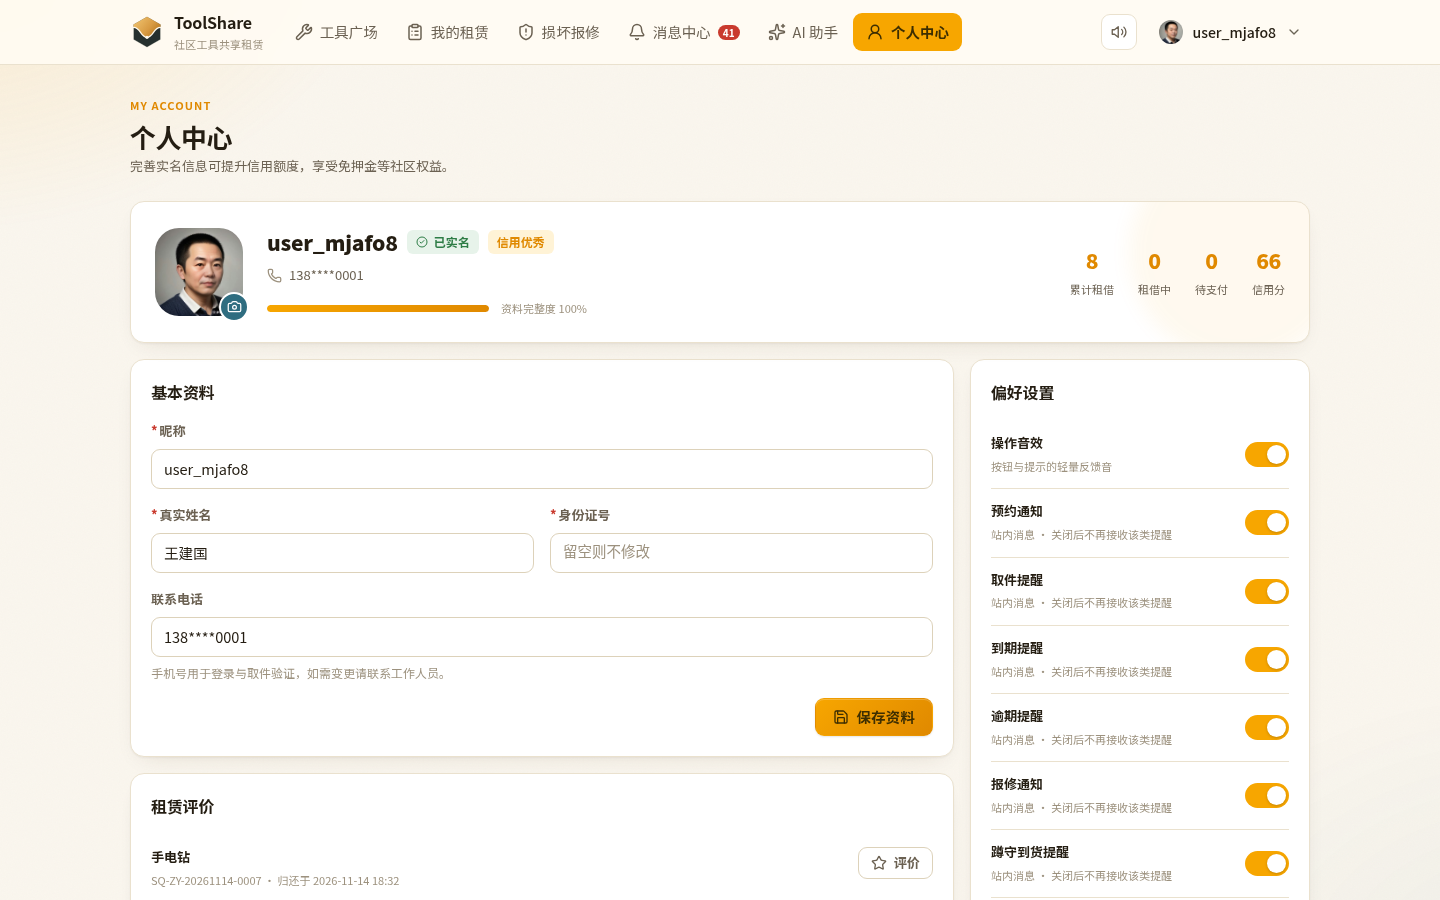 ToolShare
社区工具共享租赁
工具广场
我的租赁
损坏报修
消息中心 41
AI 助手
个人中心
user_mjafo8
MY ACCOUNT
个人中心
完善实名信息可提升信用额度，享受免押金等社区权益。
user_mjafo8
已实名
信用优秀
138****0001
资料完整度 100%
8
累计租借
0
租借中
0
待支付
66
信用分
基本资料
*昵称
user_mjafo8
*真实姓名
王建国
*身份证号
留空则不修改
联系电话
138****0001
手机号用于登录与取件验证，如需变更请联系工作人员。
保存资料
租赁评价
手电钻
SQ-ZY-20261114-0007 · 归还于 2026-11-14 18:32
评价
偏好设置
操作音效
按钮与提示的轻量反馈音
预约通知
站内消息 · 关闭后不再接收该类提醒
取件提醒
站内消息 · 关闭后不再接收该类提醒
到期提醒
站内消息 · 关闭后不再接收该类提醒
逾期提醒
站内消息 · 关闭后不再接收该类提醒
报修通知
站内消息 · 关闭后不再接收该类提醒
蹲守到货提醒
站内消息 · 关闭后不再接收该类提醒